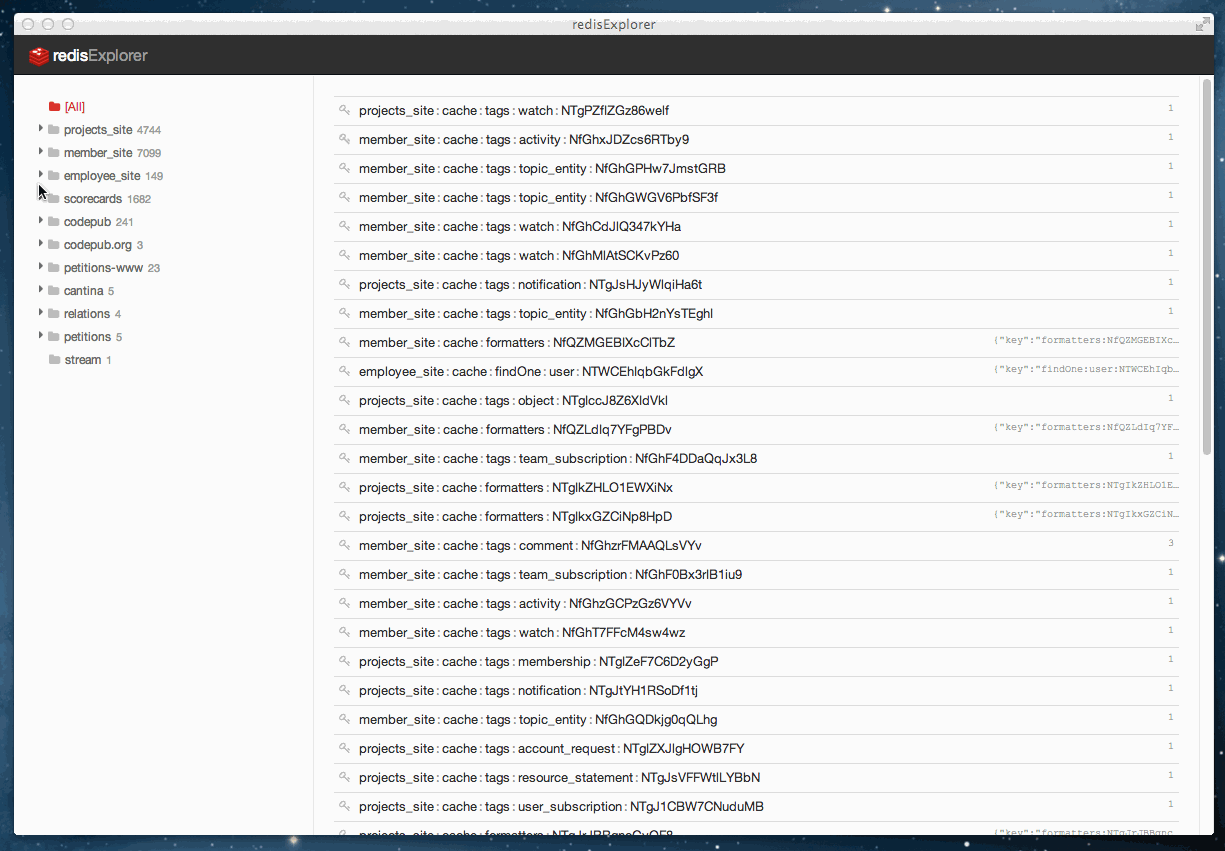 redisExplorer
redisExplorer
[All]
projects_site 4744
member_site 7099
employee_site 149
scorecards 1682
codepub 241
codepub.org 3
petitions-www 23
cantina 5
relations 4
petitions 5
stream 1
projects_site:cache:tags:watch:NTgPZflZGz86welf 1
member_site:cache:tags:activity:NfGhxJDZcs6RTby9 1
member_site:cache:tags:topic_entity:NfGhGPHw7JmstGRB 1
member_site:cache:tags:topic_entity:NfGhGWGV6PbfSF3f 1
member_site:cache:tags:watch:NfGhCdJlQ347kYHa 1
member_site:cache:tags:watch:NfGhMlAtSCKvPz60 1
projects_site:cache:tags:notification:NTgJsHJyWlqiHa6t 1
member_site:cache:tags:topic_entity:NfGhGbH2nYsTEghl 1
member_site:cache:formatters:NfQZMGEBIXcClTbZ {"key":"formatters:NfQZMGEBIXc…
employee_site:cache:findOne:user:NTWCEhIqbGkFdlgX {"key":"findOne:user:NTWCEhIqb…
projects_site:cache:tags:object:NTglccJ8Z6XldVkl 1
member_site:cache:formatters:NfQZLdIq7YFgPBDv {"key":"formatters:NfQZLdIq7YF…
member_site:cache:tags:team_subscription:NfGhF4DDaQqJx3L8 1
projects_site:cache:formatters:NTgIkZHLO1EWXiNx {"key":"formatters:NTgIkZHLO1E…
projects_site:cache:formatters:NTgIkxGZCiNp8HpD {"key":"formatters:NTgIkxGZCiN…
member_site:cache:tags:comment:NfGhzrFMAAQLsVYv 3
member_site:cache:tags:team_subscription:NfGhF0Bx3rlB1iu9 1
member_site:cache:tags:activity:NfGhzGCPzGz6VYVv 1
member_site:cache:tags:watch:NfGhT7FFcM4sw4wz 1
projects_site:cache:tags:membership:NTglZeF7C6D2yGgP 1
projects_site:cache:tags:notification:NTgJtYH1RSoDf1tj 1
member_site:cache:tags:topic_entity:NfGhGQDkjg0qQLhg 1
projects_site:cache:tags:account_request:NTglZXJlgHOWB7FY 1
projects_site:cache:tags:resource_statement:NTgJsVFFWtlLYBbN 1
projects_site:cache:tags:user_subscription:NTgJ1CBW7CNuduMB 1